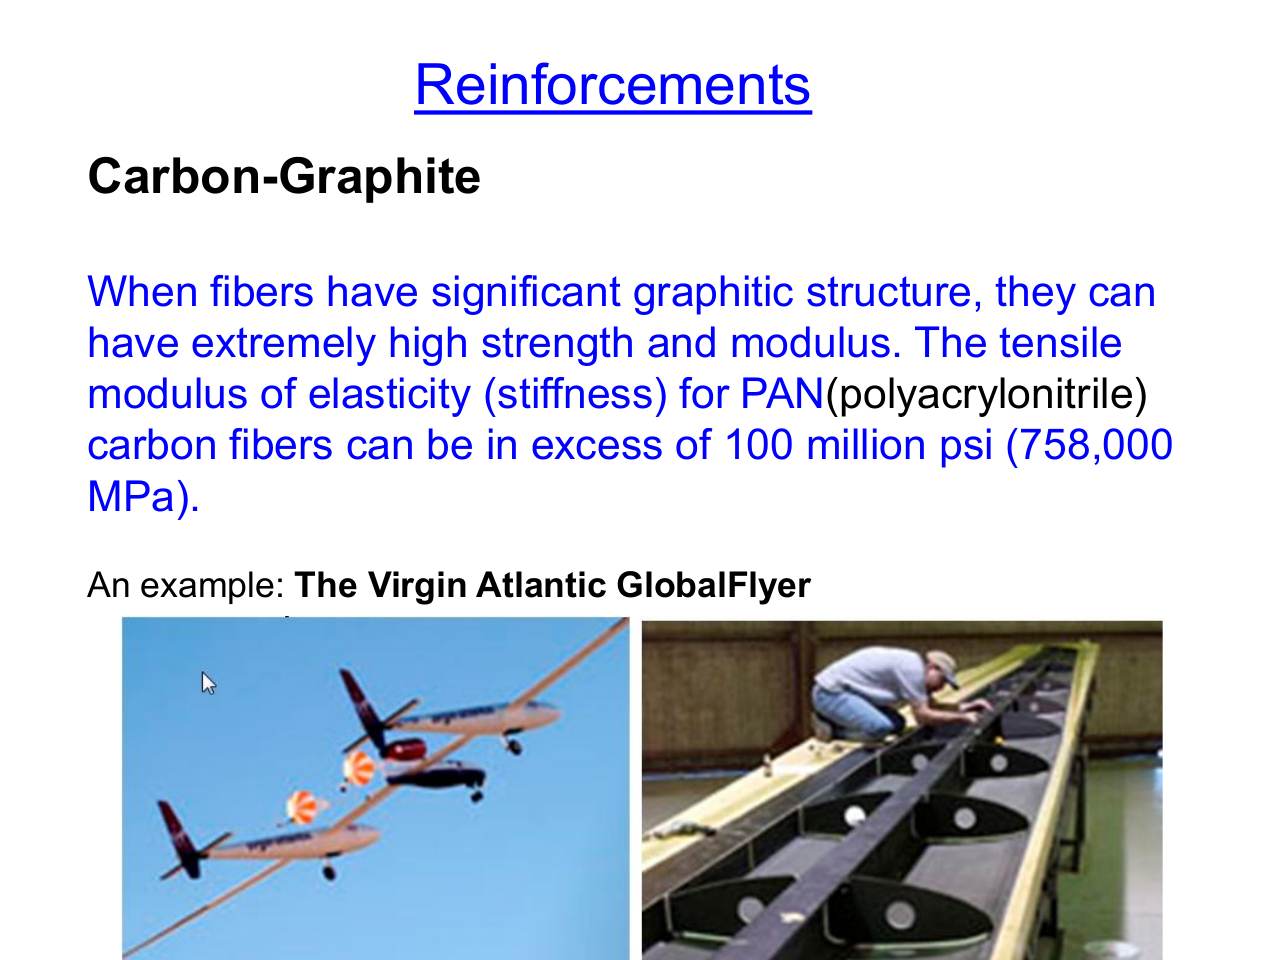 Reinforcements
Carbon-Graphite
When fibers have significant graphitic structure, they can
have extremely high strength and modulus. The tensile
modulus of elasticity (stiffness) for PAN(polyacrylonitrile)
carbon fibers can be in excess of 100 million psi (758,000
MPa).
An example: The Virgin Atlantic GlobalFlyer